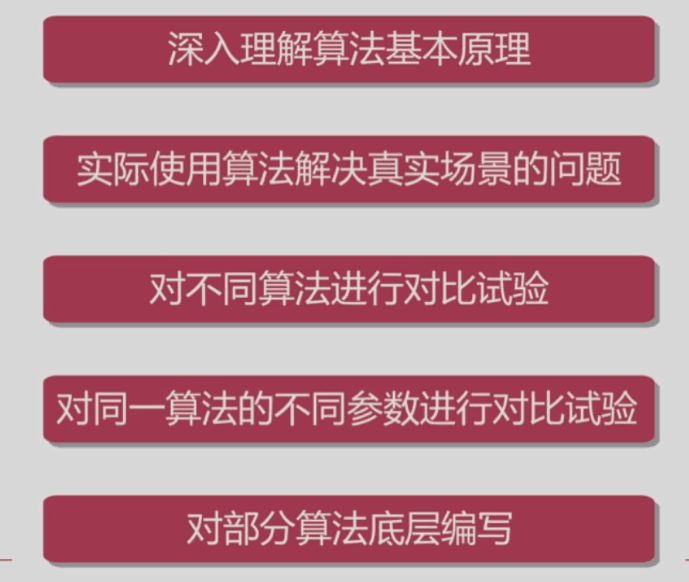 深入理解算法基本原理
实际使用算法解决真实场景的问题
对不同算法进行对比试验
对同一算法的不同参数进行对比试验
对部分算法底层编写